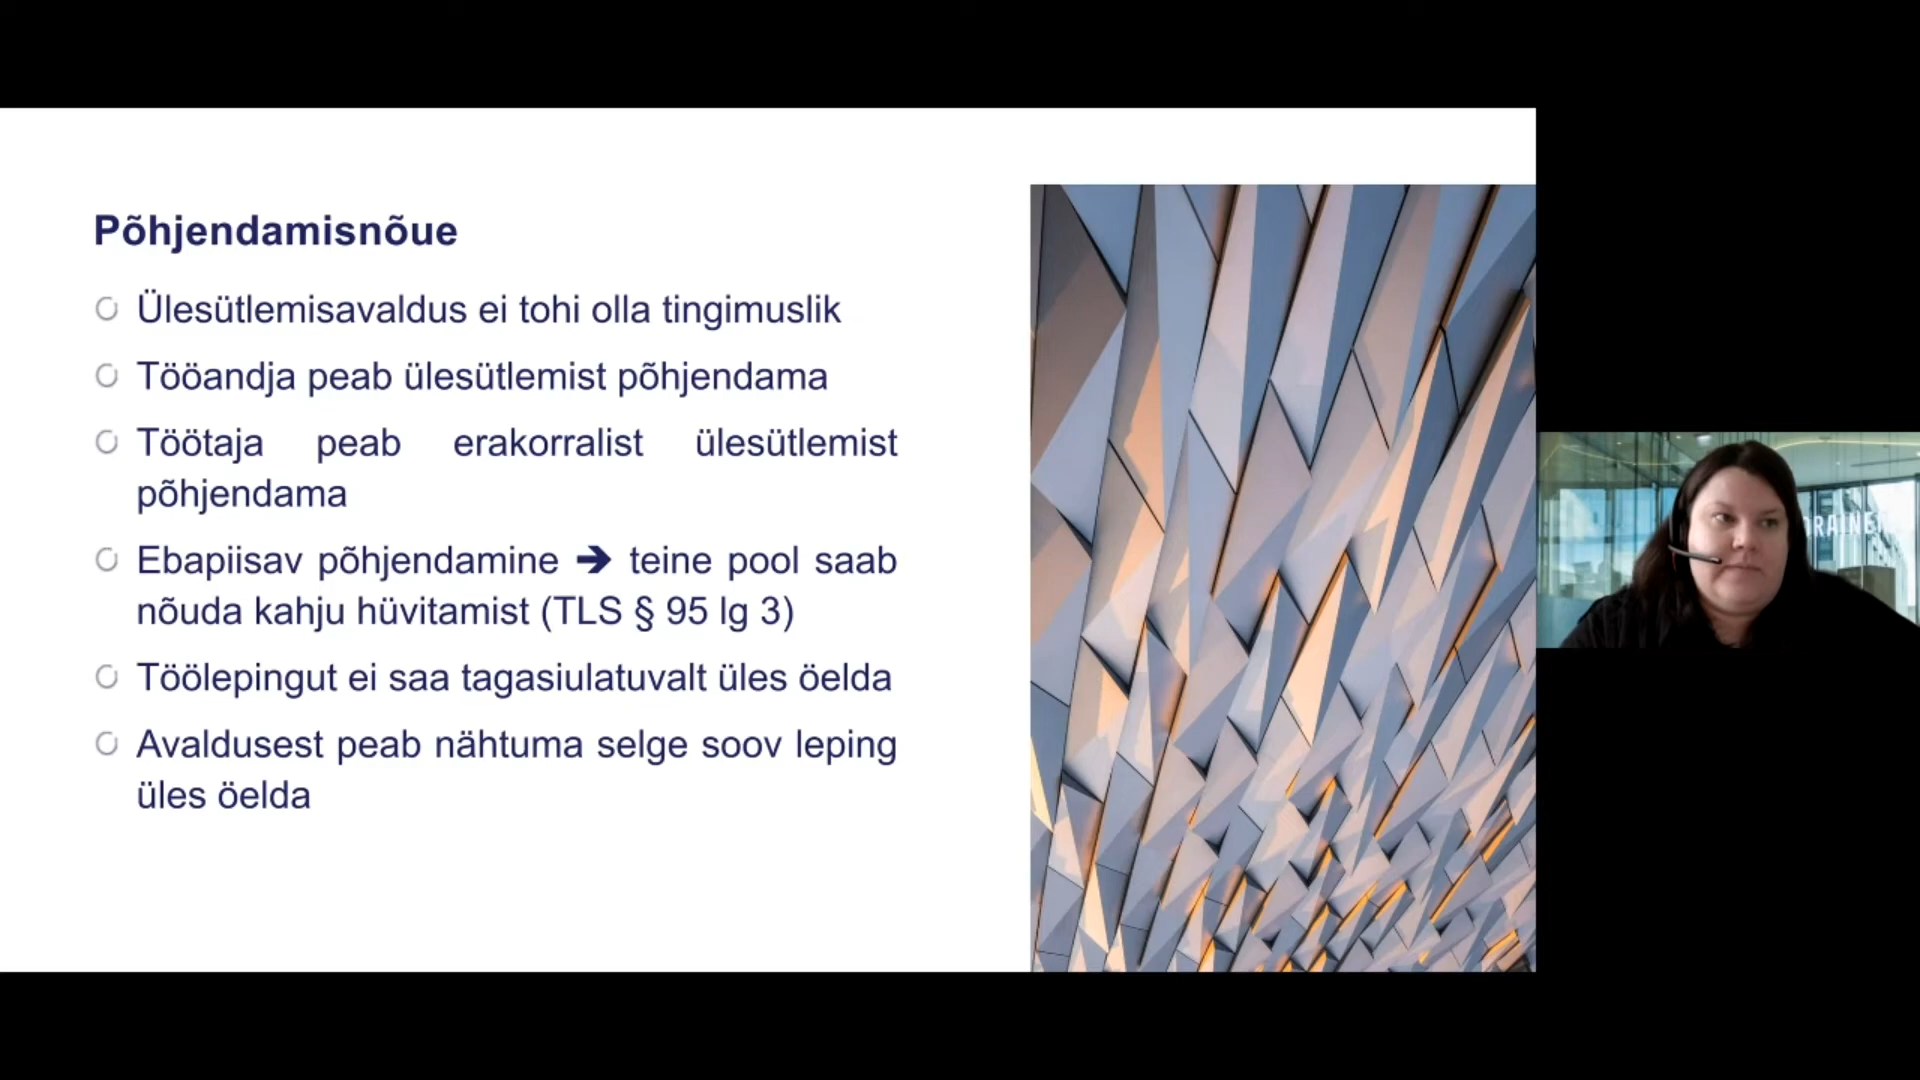 Põhjendamisnõue
Ülesütlemisavaldus ei tohi olla tingimuslik
Tööandja peab ülesütlemist põhjendama
Töötaja peab erakorralist ülesütlemist
põhjendama
Ebapiisav põhjendamine ➔ teine pool saab
nõuda kahju hüvitamist (TLS § 95 lg 3)
Töölepingut ei saa tagasiulatuvalt üles öelda
Avaldusest peab nähtuma selge soov leping
üles öelda